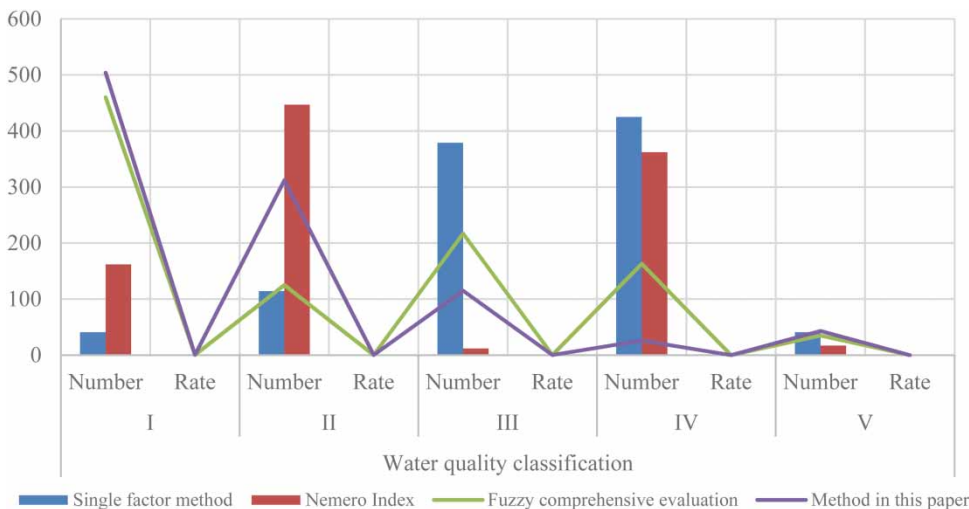 600
500
400
300
200
100
0
Number Rate Number Rate Number Rate Number Rate Number Rate
I II III IV V
Water quality classification
Single factor method Nemero Index Fuzzy comprehensive evaluation Method in this paper